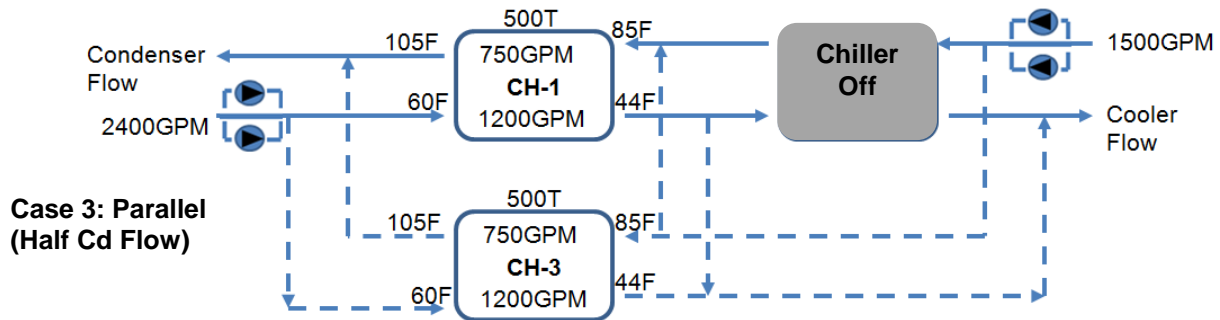 500T
Condenser
Flow
105F
750GPM
CH-1
1200GPM
85F
Chiller
Off
1500GPM
2400GPM
60F
44F
Cooler
Flow
Case 3: Parallel
(Half Cd Flow)
500T
105F
750GPM
CH-3
1200GPM
85F
60F
44F